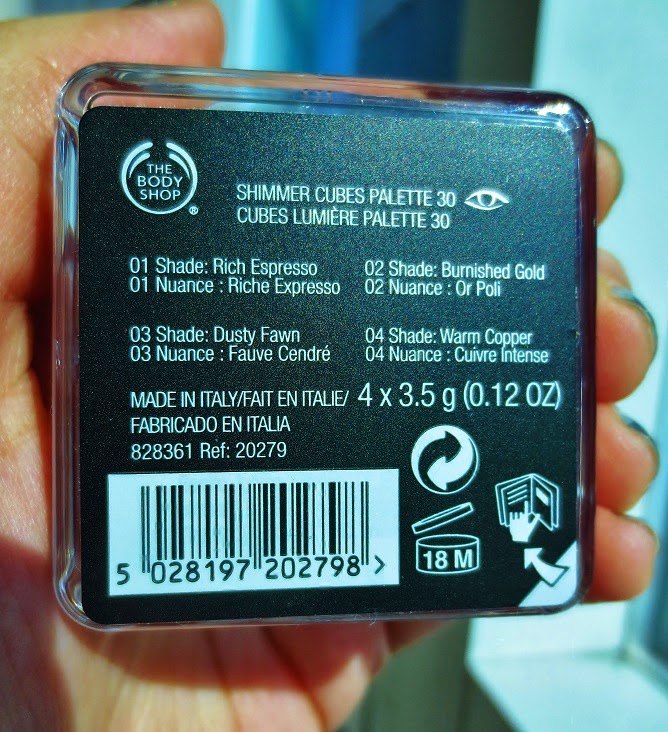 THE
BODY
SHOP
®
SHIMMER CUBES PALETTE 30
CUBES LUMIÈRE PALETTE 30
01 Shade: Rich Espresso
01 Nuance : Riche Expresso
02 Shade: Burnished Gold
02 Nuance : Or Poli
03 Shade: Dusty Fawn
03 Nuance : Fauve Cendré
04 Shade: Warm Copper
04 Nuance : Cuivre Intense
MADE IN ITALY/FAIT EN ITALIE/ 4 x 3.5 g (0.12 OZ)
FABRICADO EN ITALIA
828361 Ref: 20279
18 M
5 028197 202798 >